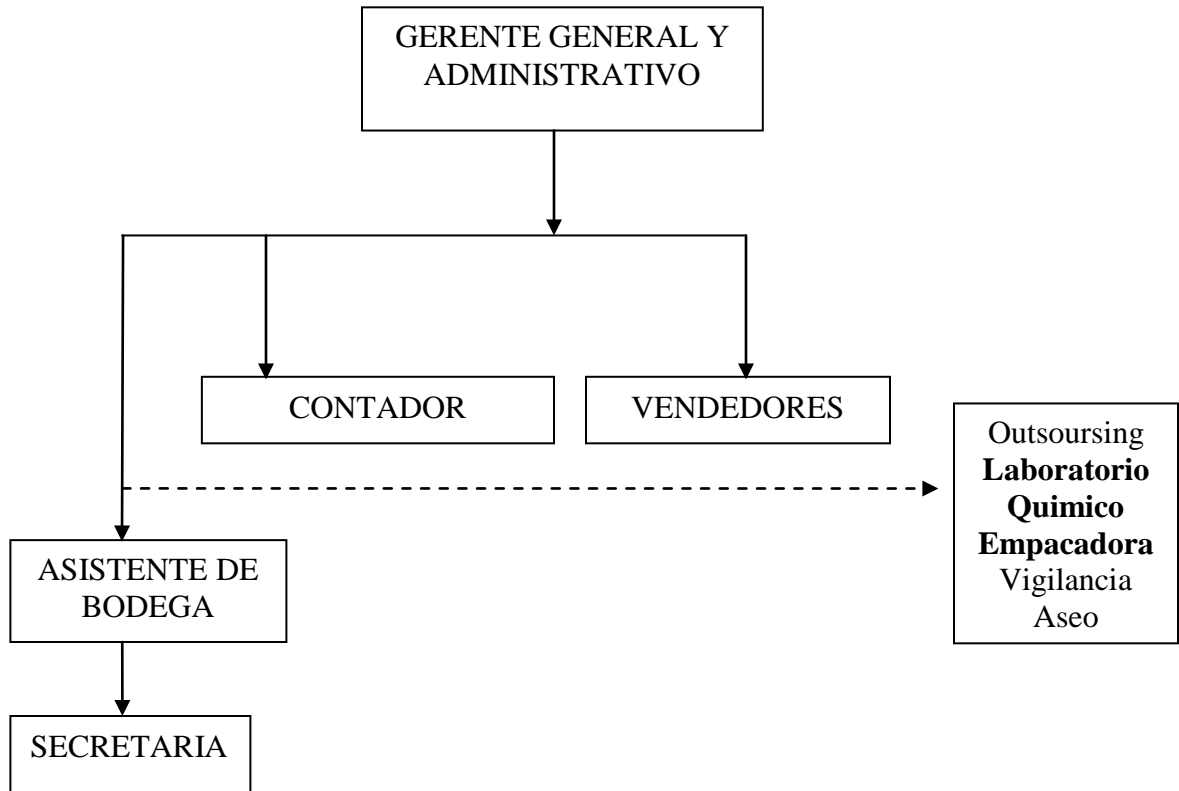 GERENTE GENERAL Y
ADMINISTRATIVO
CONTADOR
VENDEDORES
Outsoursing
Laboratorio
Quimico
Empacadora
Vigilancia
Aseo
ASISTENTE DE
BODEGA
SECRETARIA